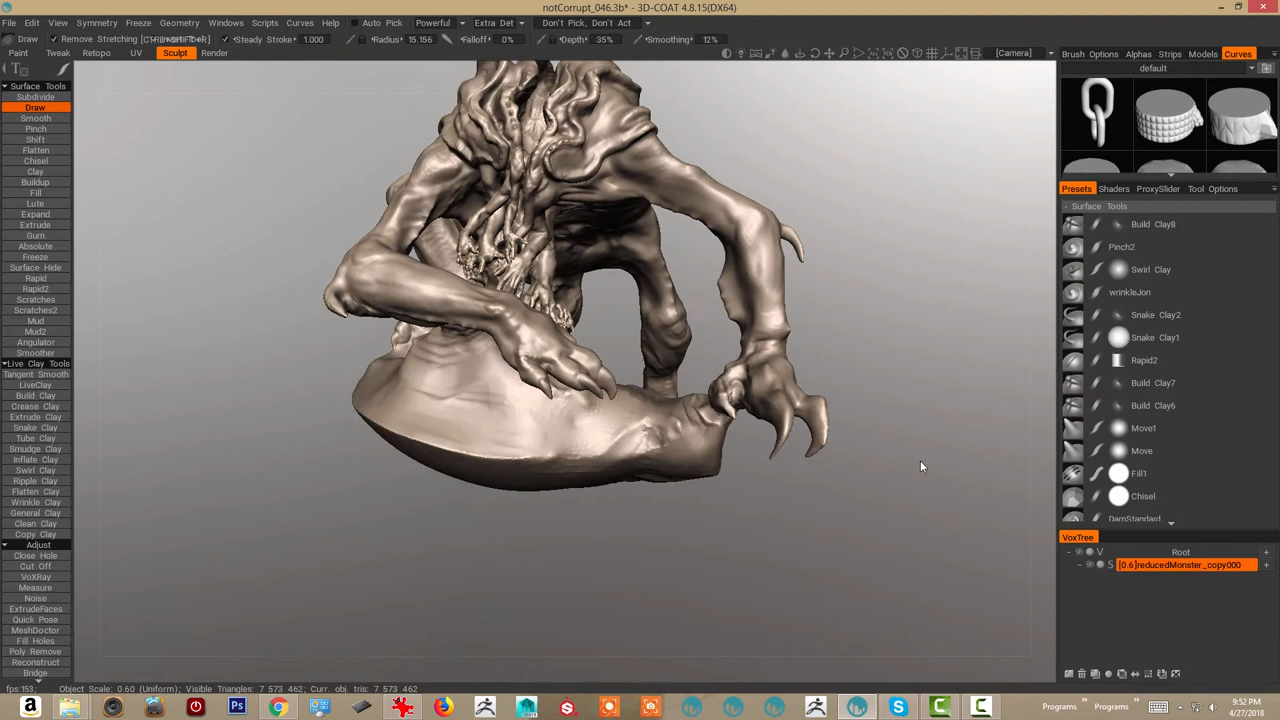 notCorrupt_046.3b* - 3D-COAT 4.8.15(DX64)
File Edit View Symmetry Freeze Geometry Windows Scripts Curves Help Auto Pick Powerful Extra Det Don't Pick, Don't Act
Draw Remove Stretching [CTRL+SHIFT+R] Steady Stroke 1.000 Radius 15.156 Falloff 0% Depth 35% Smoothing 12%
Paint Tweak Retopo UV Sculpt Render [Camera]
Brush Options Alphas Strips Models Curves
default
Presets Shaders ProxySlider Tool Options
Surface Tools
Build Clay8
Pinch2
Swirl Clay
wrinkleJon
Snake Clay2
Snake Clay1
Rapid2
Build Clay7
Build Clay6
Move1
Move
Fill1
Chisel
DamStandard
VoxTree
V Root +
S [0.6]reducedMonster_copy000 +
Surface Tools
Subdivide
Draw
Smooth
Pinch
Shift
Flatten
Chisel
Clay
Buildup
Fill
Lute
Expand
Extrude
Gum
Absolute
Freeze
Surface Hide
Rapid
Rapid2
Scratches
Scratches2
Mud
Mud2
Angulator
Smoother
Live Clay Tools
Tangent Smooth
LiveClay
Build Clay
Crease Clay
Extrude Clay
Snake Clay
Tube Clay
Smudge Clay
Inflate Clay
Swirl Clay
Ripple Clay
Flatten Clay
Wrinkle Clay
General Clay
Clean Clay
Copy Clay
Adjust
Close Hole
Cut Off
VoXRay
Measure
Noise
ExtrudeFaces
Quick Pose
MeshDoctor
Fill Holes
Poly Remove
Reconstruct
Bridge
fps:153; Object Scale: 0.60 (Uniform); Visible Triangles: 7 573 462; Curr. obj. tris: 7 573 462;
Programs » Programs » 9:52 PM
4/27/2018